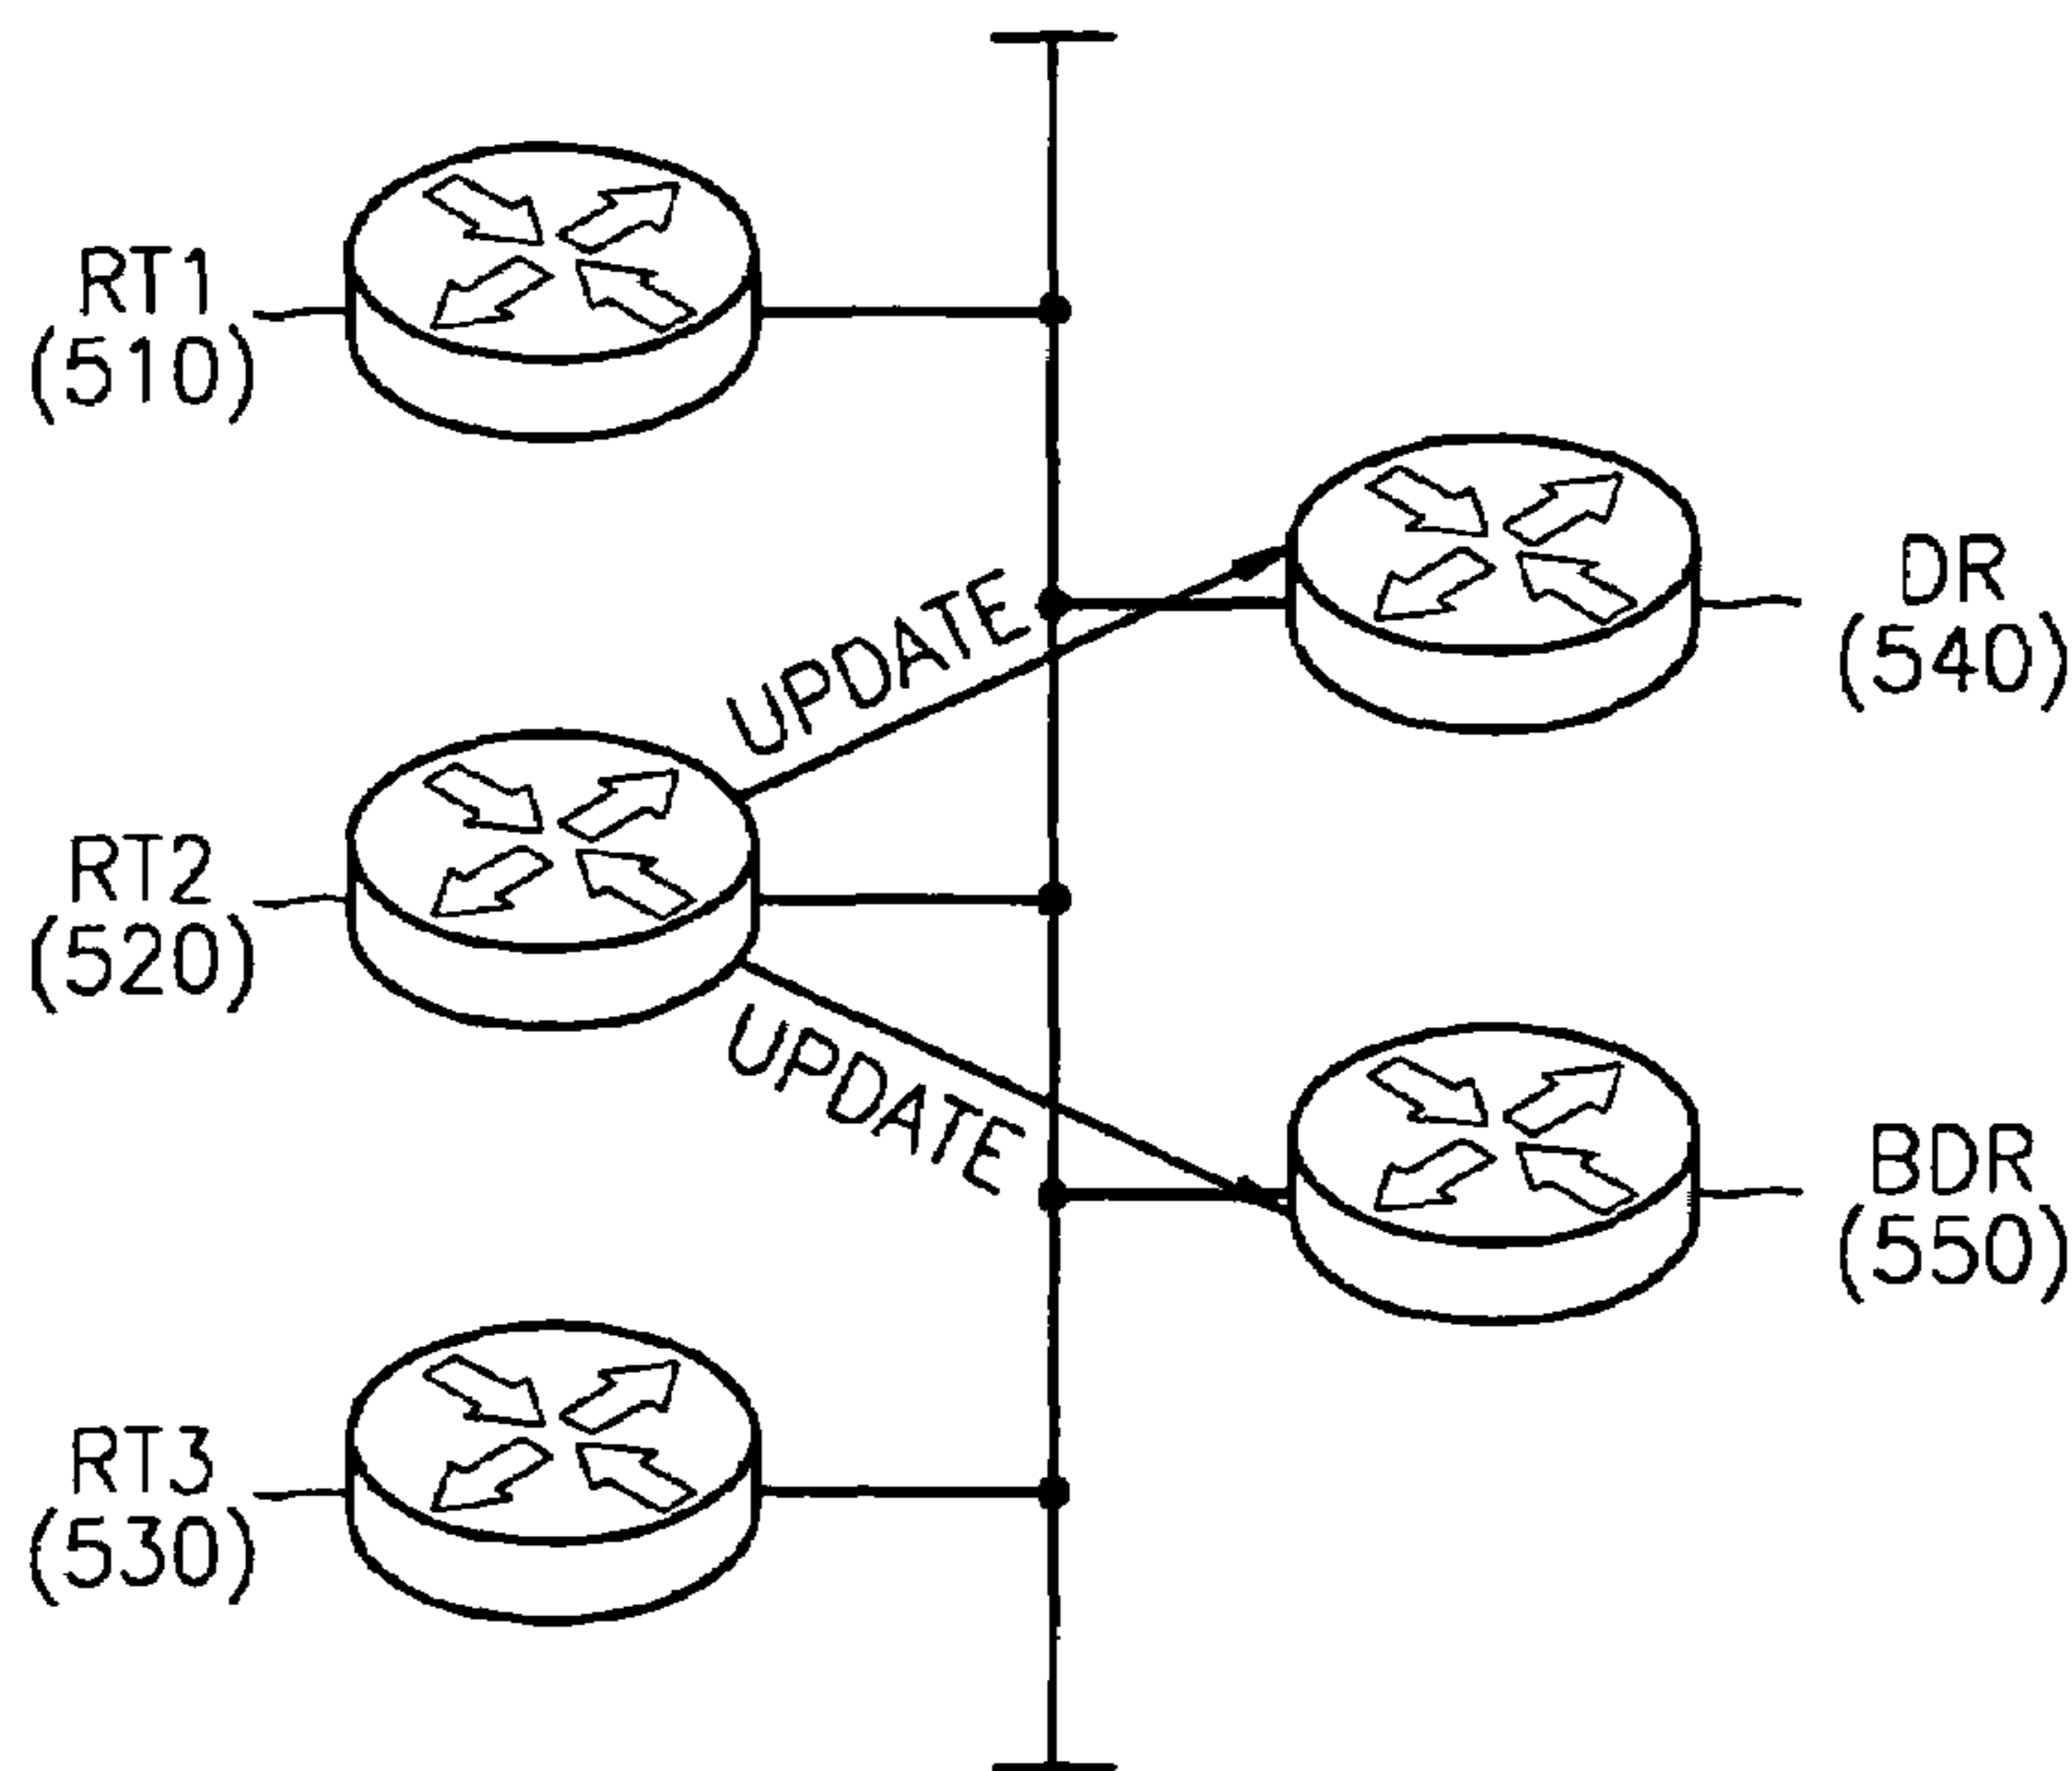 RT1
(510)
DR
(540)
UPDATE
RT2
(520)
UPDATE
BDR
(550)
RT3
(530)